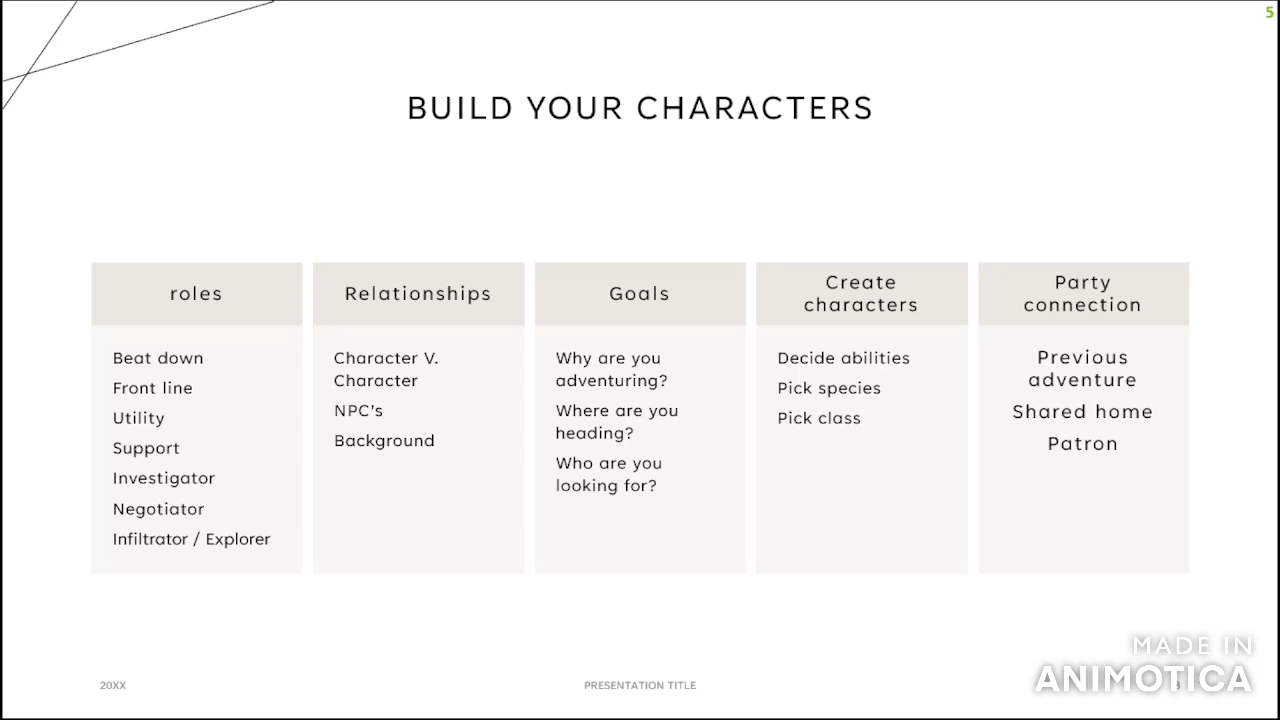 5
BUILD YOUR CHARACTERS
roles
Beat down
Front line
Utility
Support
Investigator
Negotiator
Infiltrator / Explorer
Relationships
Character V.
Character
NPC's
Background
Goals
Why are you
adventuring?
Where are you
heading?
Who are you
looking for?
Create
characters
Decide abilities
Pick species
Pick class
Party
connection
Previous
adventure
Shared home
Patron
20XX
PRESENTATION TITLE
MADE IN
ANIMOTICA